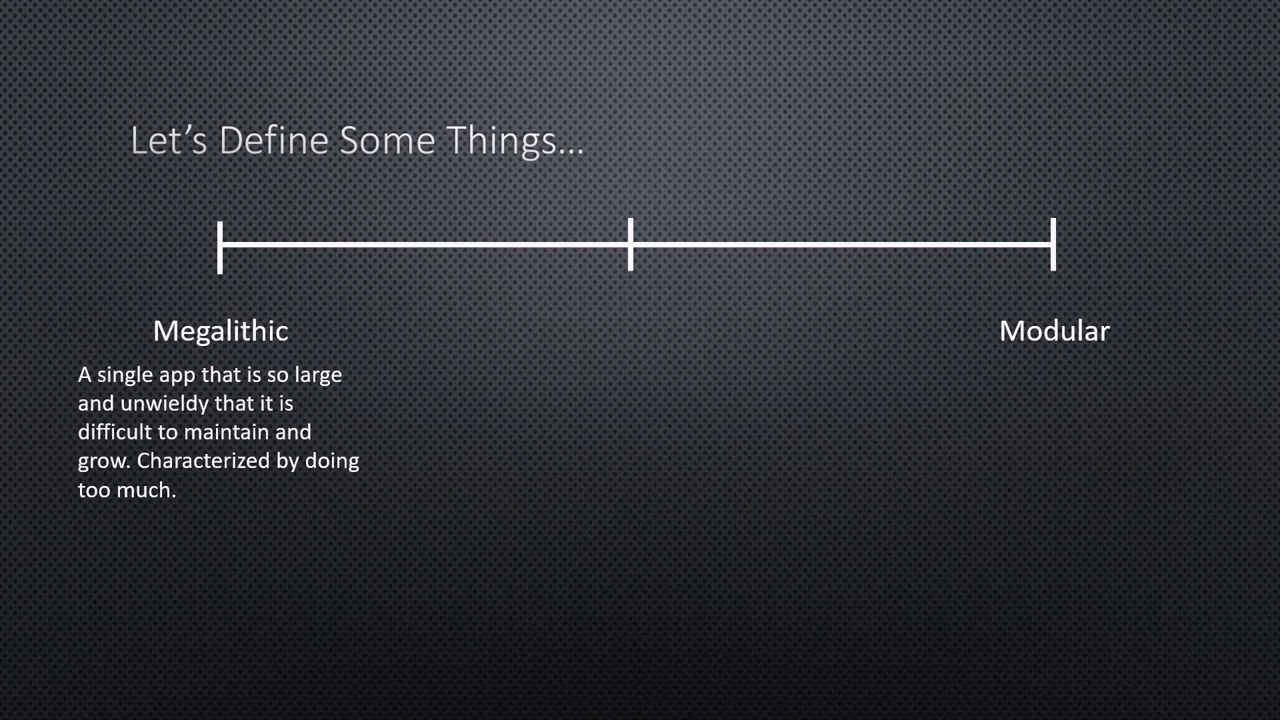 Let’s Define Some Things...
Megalithic
Modular
A single app that is so large
and unwieldy that it is
difficult to maintain and
grow. Characterized by doing
too much.